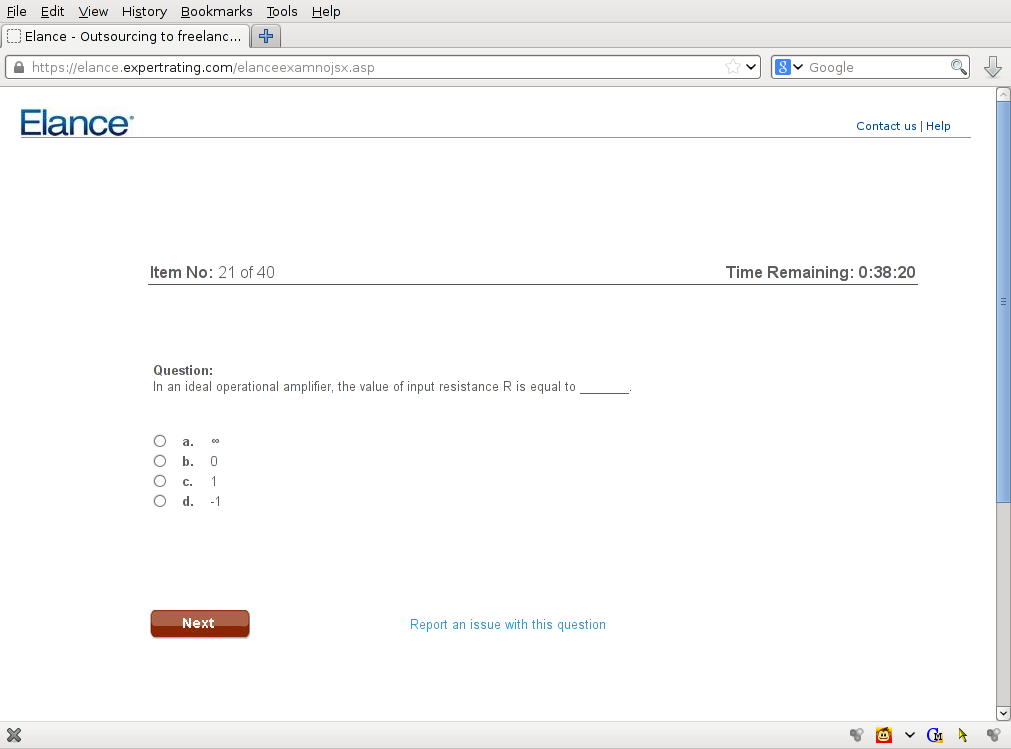 File Edit View History Bookmarks Tools Help
Elance - Outsourcing to freelanc...
https://elance.expertrating.com/elanceexamnojsx.asp
8 Google
Elance
Contact us | Help
Item No: 21 of 40 Time Remaining: 0:38:20
Question:
In an ideal operational amplifier, the value of input resistance R is equal to _______.
a. ∞
b. 0
c. 1
d. -1
Next Report an issue with this question